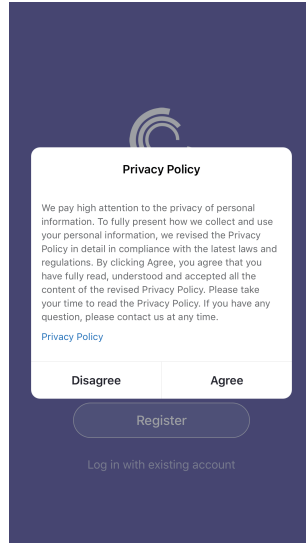 Privacy Policy
We pay high attention to the privacy of personal
information. To fully present how we collect and use
your personal information, we revised the Privacy
Policy in detail in compliance with the latest laws and
regulations. By clicking Agree, you agree that you
have fully read, understood and accepted all the
content of the revised Privacy Policy. Please take
your time to read the Privacy Policy. If you have any
question, please contact us at any time.
Privacy Policy
Disagree
Agree
Register
Log in with existing account